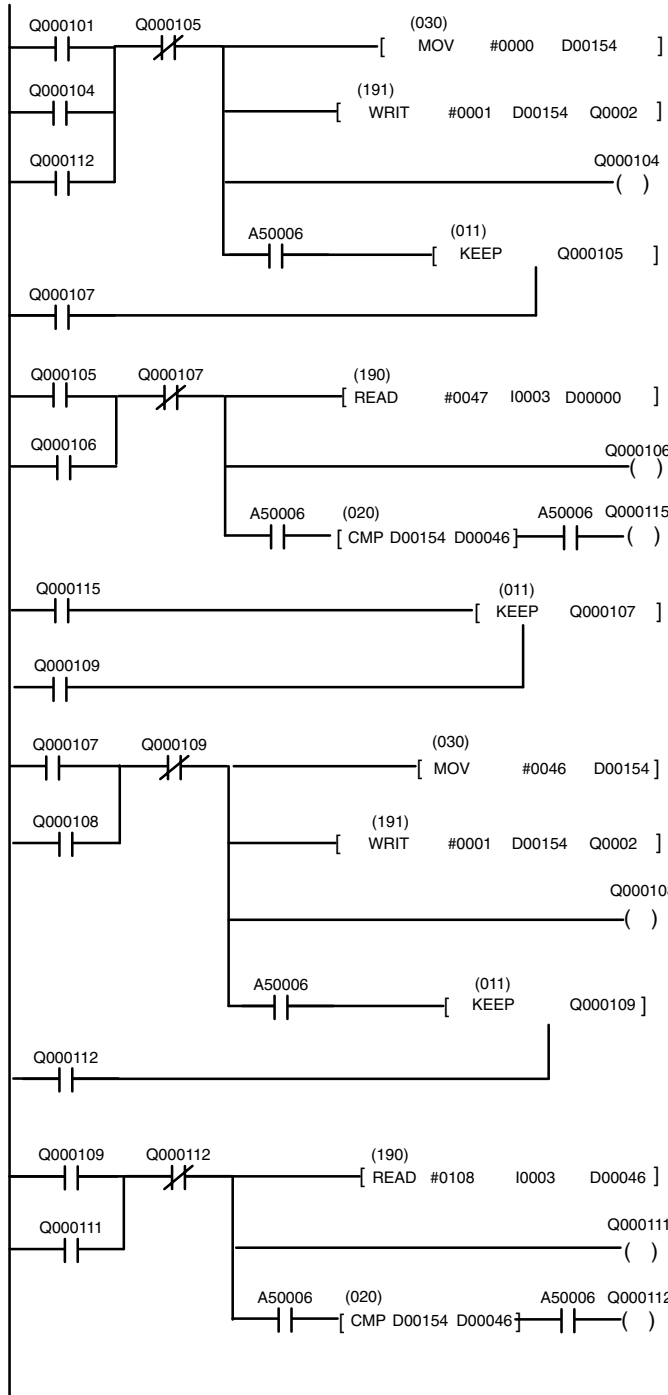 Q000101 Q000105 (030)
[ MOV #0000 D00154 ]
Q000104 (191)
[ WRIT #0001 D00154 Q0002 ]
Q000112 Q000104
( )
A50006 (011)
[ KEEP Q000105 ]
Q000107
Q000105 Q000107 (190)
[ READ #0047 I0003 D00000 ]
Q000106 Q000106
( )
A50006 (020) A50006 Q000115
[ CMP D00154 D00046 ] ( )
Q000115 (011)
[ KEEP Q000107 ]
Q000109
Q000107 Q000109 (030)
[ MOV #0046 D00154 ]
Q000108 (191)
[ WRIT #0001 D00154 Q0002 ]
( )
A50006 (011)
[ KEEP Q000109 ]
Q000112
Q000109 Q000112 (190)
[ READ #0108 I0003 D00046 ]
Q000111 Q000111
( )
A50006 (020) A50006 Q000112
[ CMP D00154 D00046 ] ( )